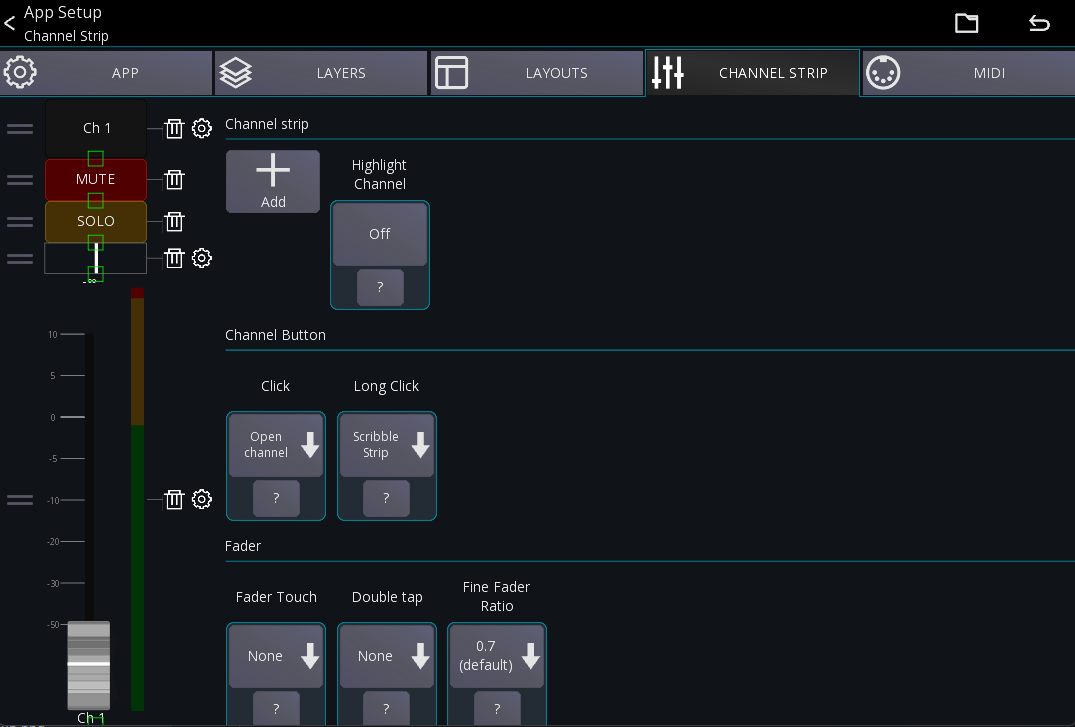 App Setup
Channel Strip
APP
LAYERS
LAYOUTS
CHANNEL STRIP
MIDI
Ch 1
MUTE
SOLO
-∞
10
5
0
-5
-10
-20
-30
-50
Ch 1
Channel strip
Add
Highlight
Channel
Off
?
Channel Button
Click
Long Click
Open
channel
Scribble
Strip
?
?
Fader
Fader Touch
Double tap
Fine Fader
Ratio
None
None
0.7
(default)
?
?
?